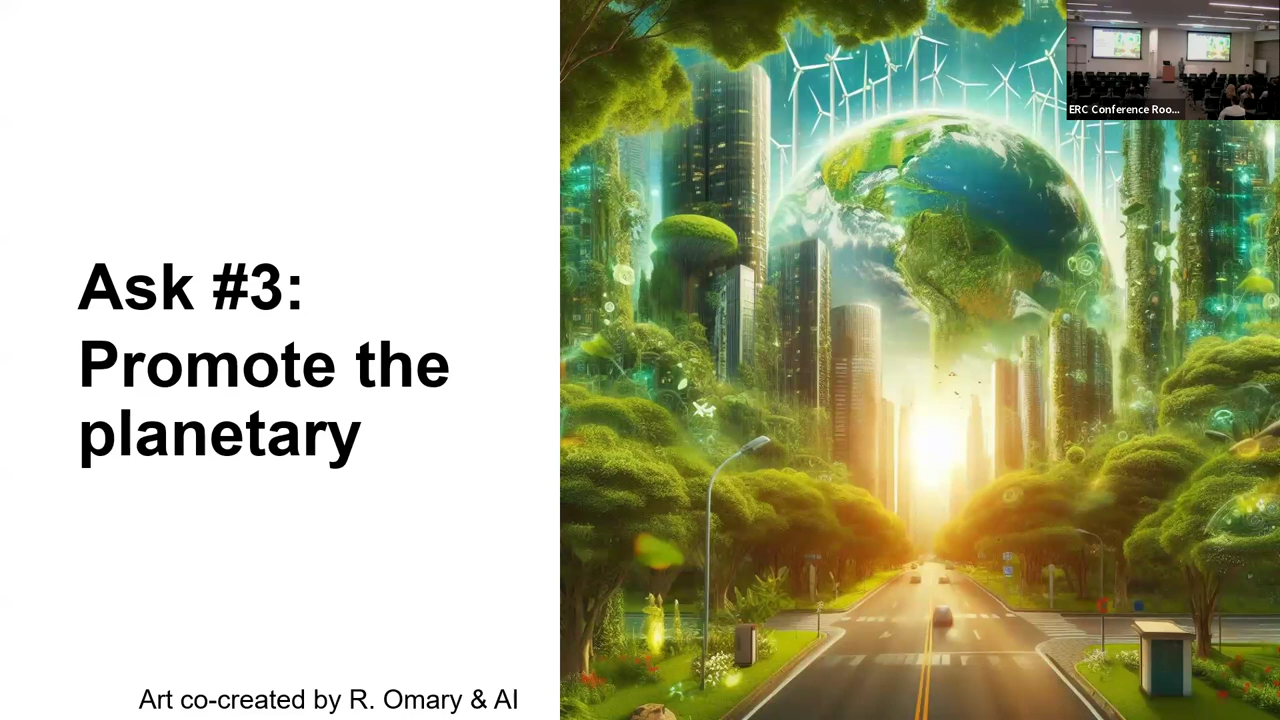 ERC Conference Roo...
Ask #3:
Promote the
planetary
Art co-created by R. Omary & AI